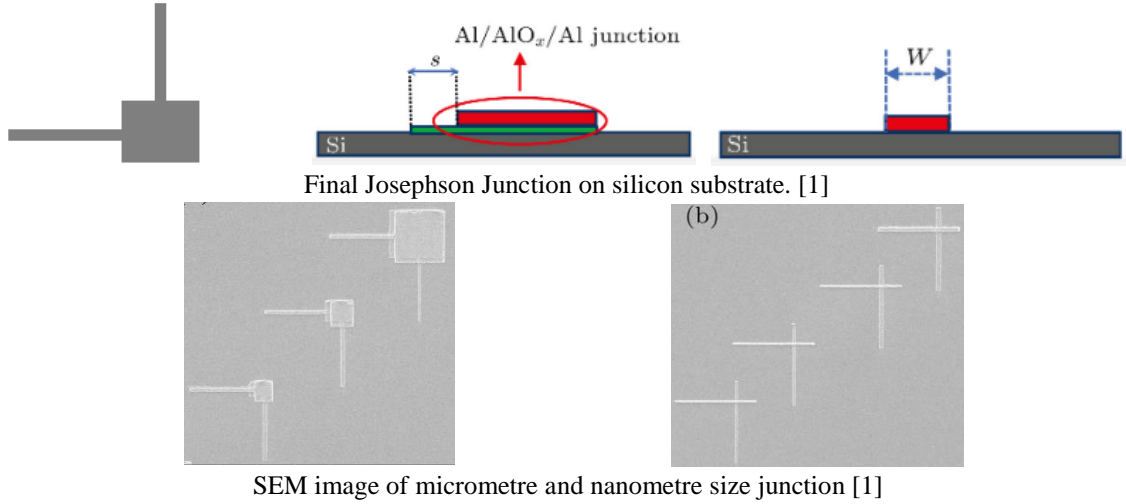 Al/AlOx/Al junction
s
W
Si
Si
Final Josephson Junction on silicon substrate. [1]
(b)
SEM image of micrometre and nanometre size junction [1]